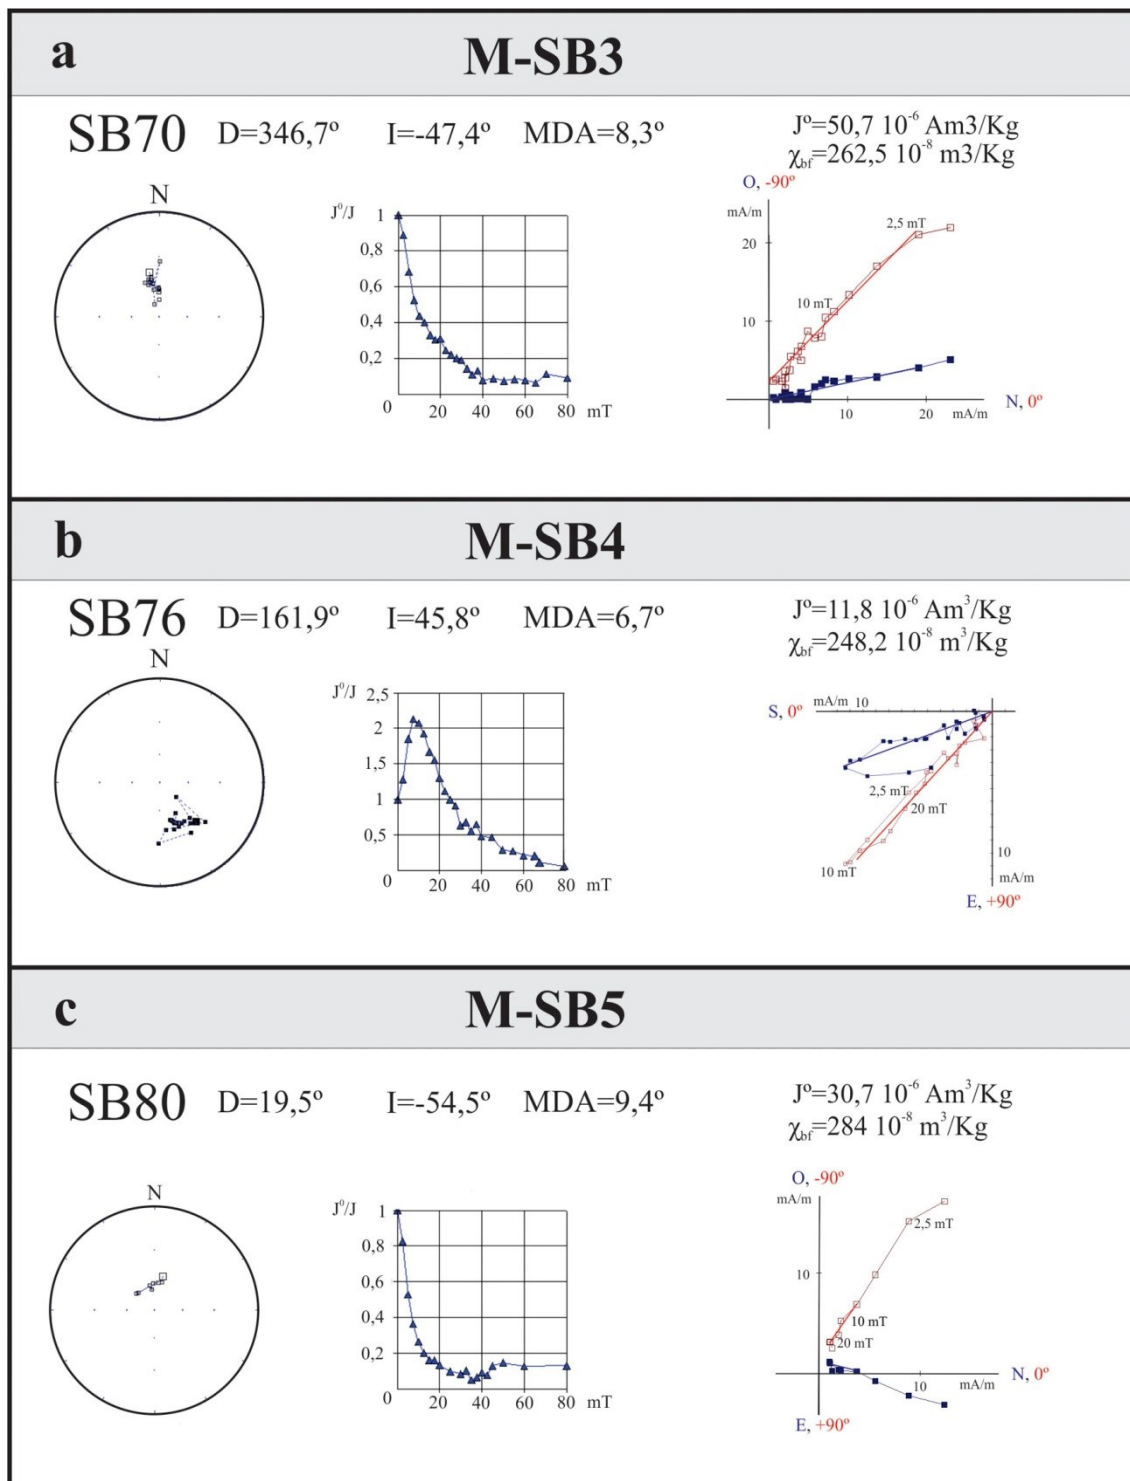 a M-SB3
SB70 D=346,7º I=-47,4º MDA=8,3º
Jº=50,7 10⁻⁶ Am3/Kg
χbf=262,5 10⁻⁸ m3/Kg
N
J⁰/J
1
0,8
0,6
0,4
0,2
0 20 40 60 80 mT
O, -90º
mA/m
20
10
2,5 mT
10 mT
10 20 mA/m
N, 0º
b M-SB4
SB76 D=161,9º I=45,8º MDA=6,7º
Jº=11,8 10⁻⁶ Am³/Kg
χbf=248,2 10⁻⁸ m³/Kg
N
J⁰/J
2,5
2
1,5
1
0,5
0 20 40 60 80 mT
S, 0º
mA/m 10
2,5 mT
20 mT
10 mT
10
mA/m
E, +90º
c M-SB5
SB80 D=19,5º I=-54,5º MDA=9,4º
Jº=30,7 10⁻⁶ Am³/Kg
χbf=284 10⁻⁸ m³/Kg
N
J⁰/J
1
0,8
0,6
0,4
0,2
0 20 40 60 80 mT
O, -90º
mA/m
2,5 mT
10
10 mT
20 mT
10 mA/m
N, 0º
E, +90º